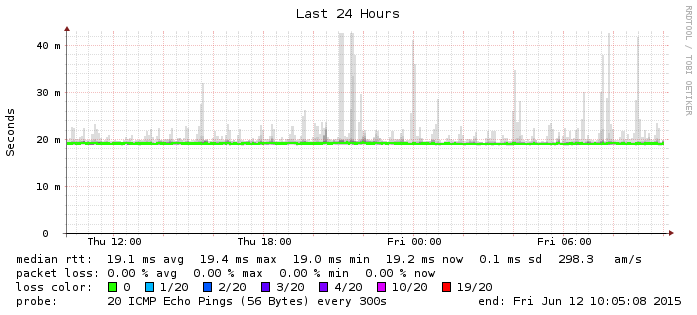 Last 24 Hours
RRDTOOL / TOBI OETIKER
Seconds
40 m
30 m
20 m
10 m
0
Thu 12:00 Thu 18:00 Fri 00:00 Fri 06:00
median rtt: 19.1 ms avg 19.4 ms max 19.0 ms min 19.2 ms now 0.1 ms sd 298.3 am/s
packet loss: 0.00 % avg 0.00 % max 0.00 % min 0.00 % now
loss color: 0 1/20 2/20 3/20 4/20 10/20 19/20
probe: 20 ICMP Echo Pings (56 Bytes) every 300s end: Fri Jun 12 10:05:08 2015